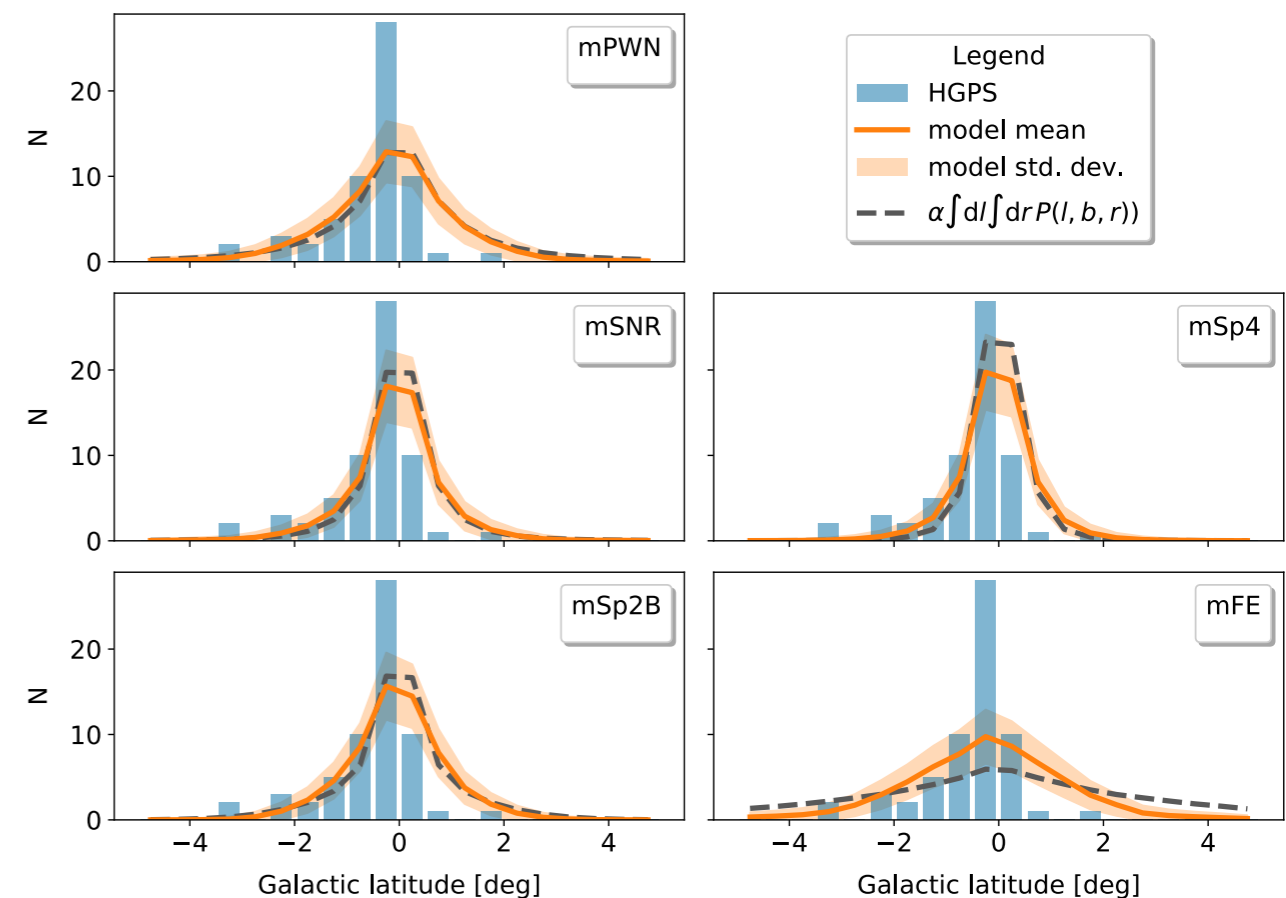 mPWN
20
10
0
N
Legend
HGPS
model mean
model std. dev.
α∫dl∫dr P(l, b, r))
mSNR
20
10
0
N
mSp4
mSp2B
20
10
0
N
−4 −2 0 2 4
Galactic latitude [deg]
mFE
−4 −2 0 2 4
Galactic latitude [deg]